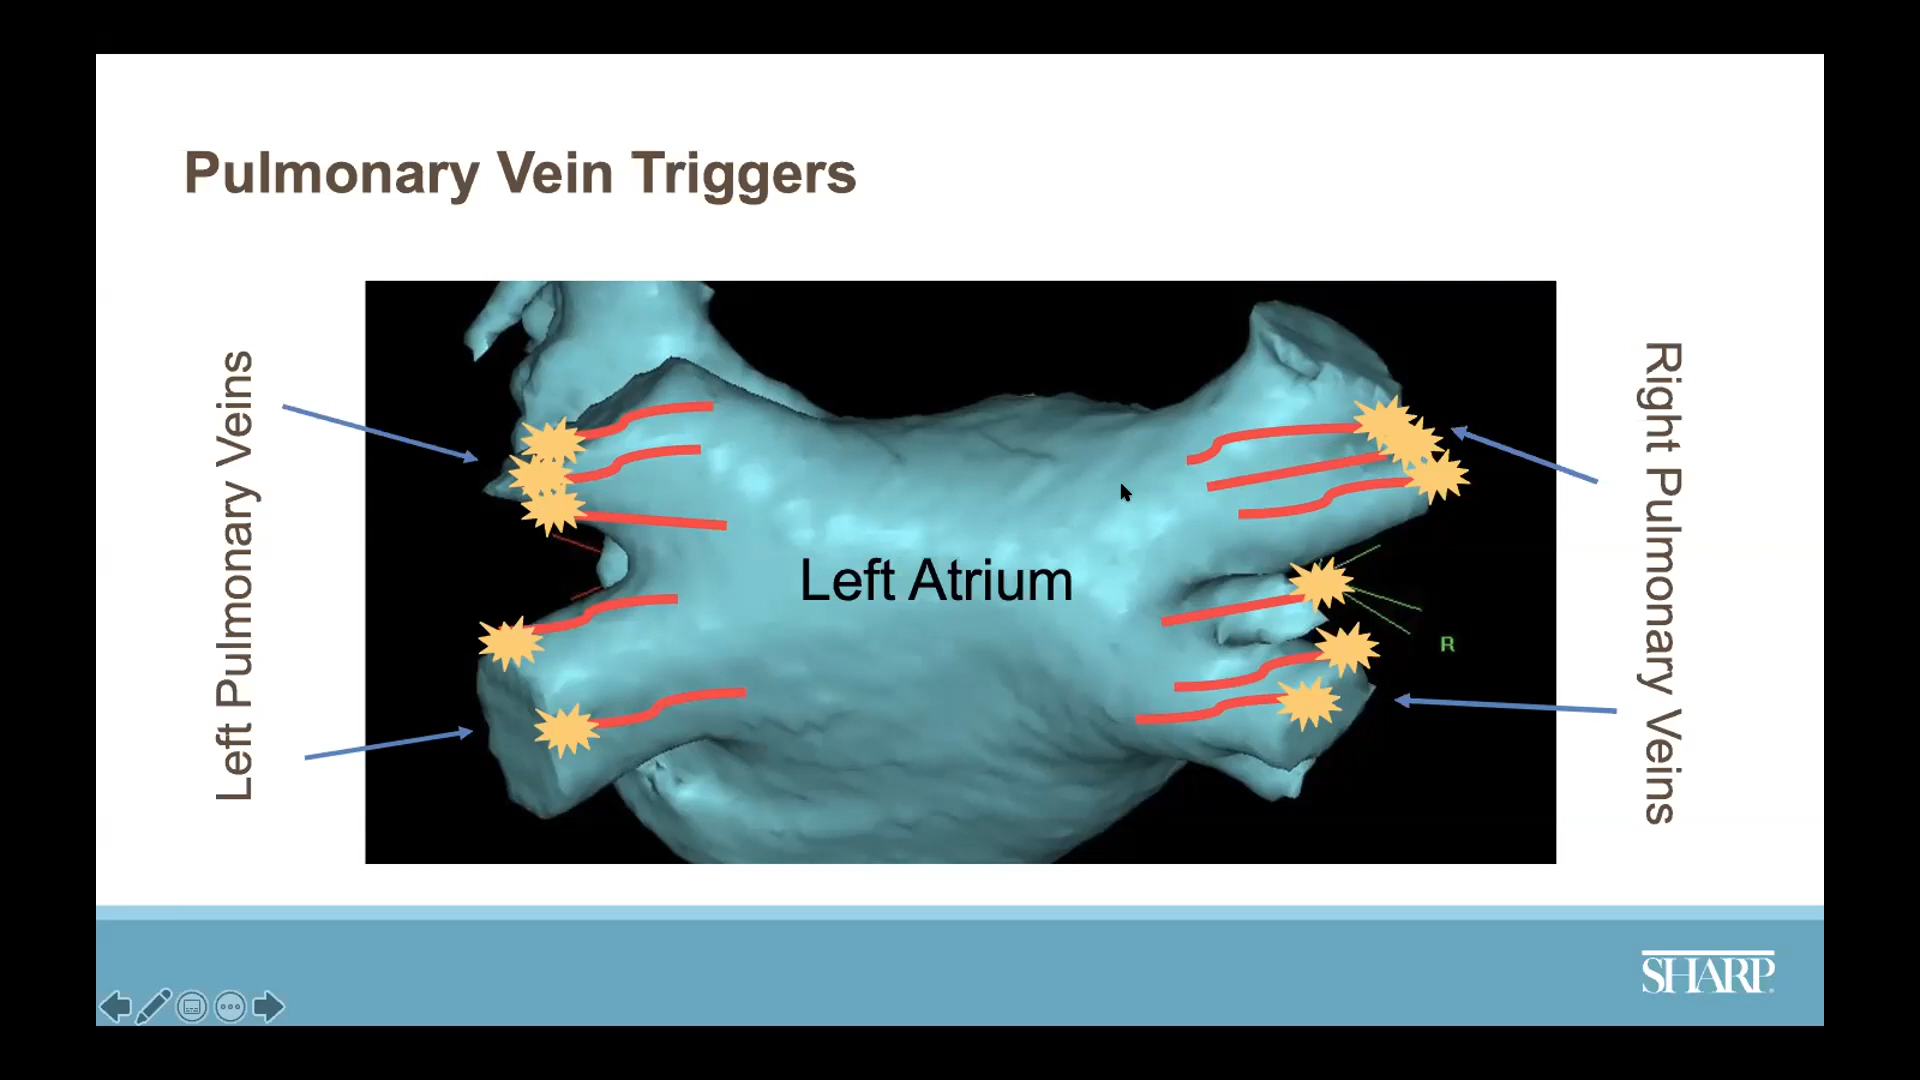 Pulmonary Vein Triggers
Left Pulmonary Veins
Left Atrium
R
Right Pulmonary Veins
SHARP